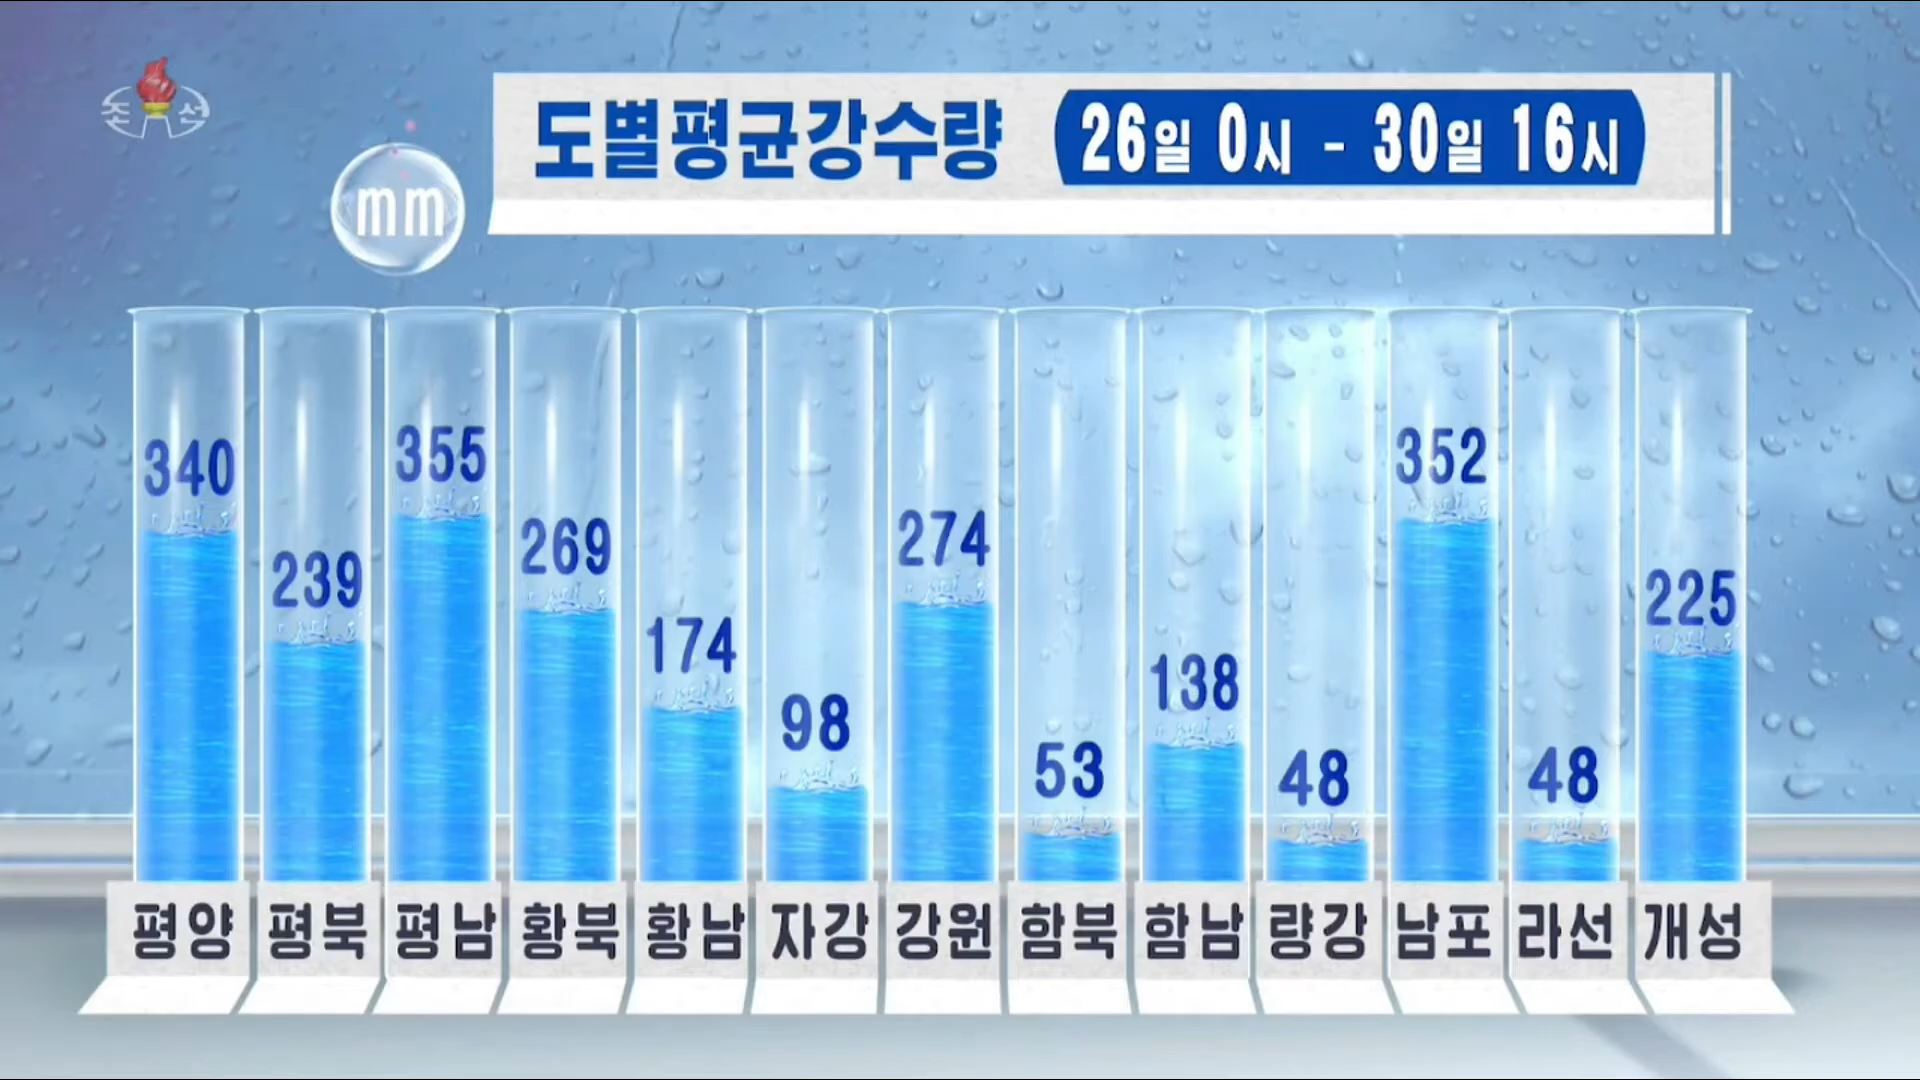 조선
mm
도별평균강수량 26일 0시 - 30일 16시
340 239 355 269 174 98 274 53 138 48 352 48 225
평양 평북 평남 황북 황남 자강 강원 함북 함남 량강 남포 라선 개성